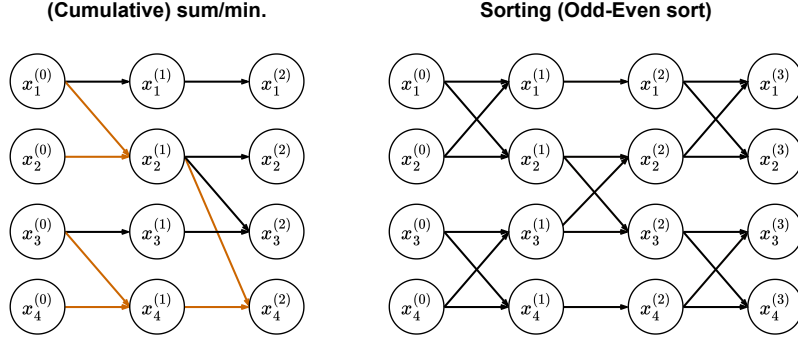 (Cumulative) sum/min.
Sorting (Odd-Even sort)
x_1^{(0)} x_1^{(1)} x_1^{(2)}
x_2^{(0)} x_2^{(1)} x_2^{(2)}
x_3^{(0)} x_3^{(1)} x_3^{(2)}
x_4^{(0)} x_4^{(1)} x_4^{(2)}
x_1^{(0)} x_1^{(1)} x_1^{(2)} x_1^{(3)}
x_2^{(0)} x_2^{(1)} x_2^{(2)} x_2^{(3)}
x_3^{(0)} x_3^{(1)} x_3^{(2)} x_3^{(3)}
x_4^{(0)} x_4^{(1)} x_4^{(2)} x_4^{(3)}